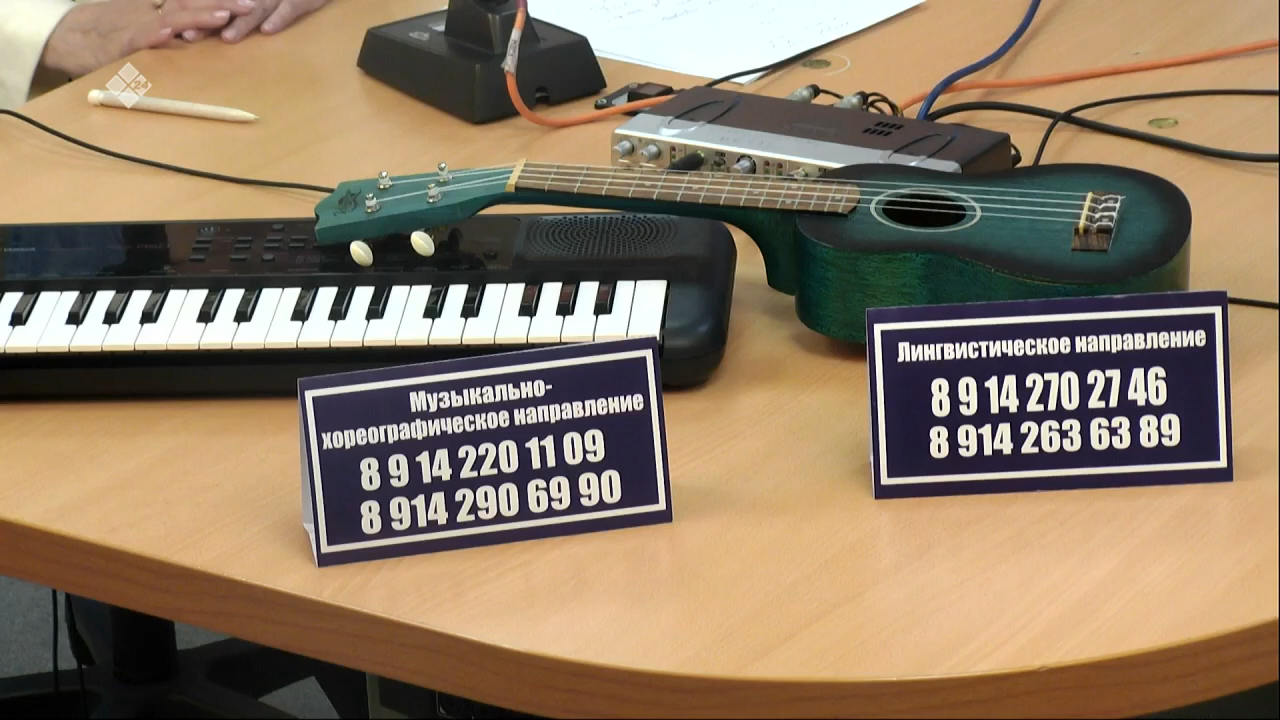 Музыкально-
хореографическое направление
8 9 14 220 11 09
8 914 290 69 90
Лингвистическое направление
8 9 14 270 27 46
8 914 263 63 89